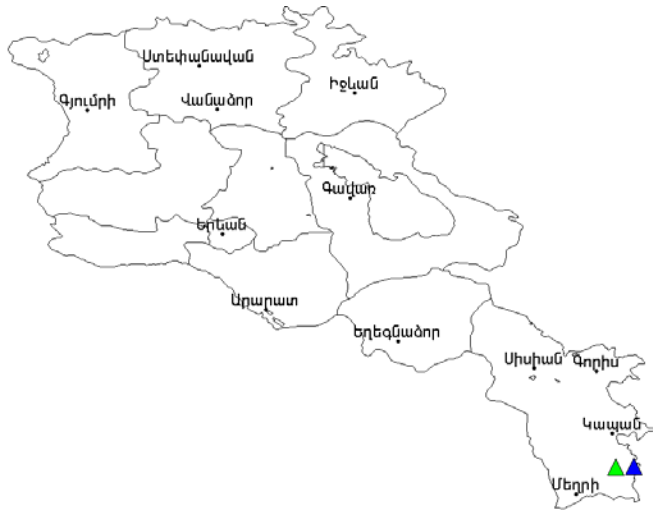 Ստեփանավան
Իջևան
Գյումրի
Վանաձոր
Գավառ
Երևան
Արարատ
Եղեգնաձոր
Սիսիան
Գորիս
Կապան
Մեղրի